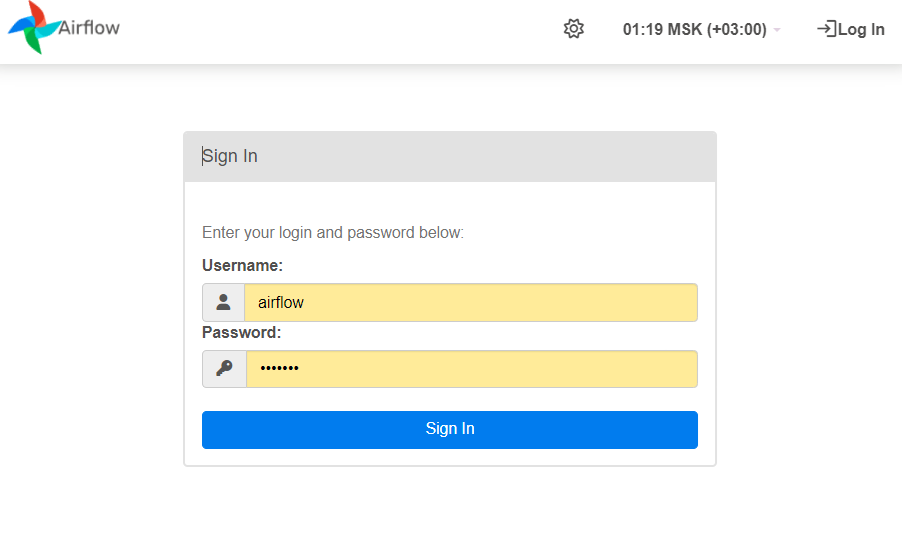 Airflow
01:19 MSK (+03:00)
Log In
Sign In
Enter your login and password below:
Username:
airflow
Password:
•••••••
Sign In